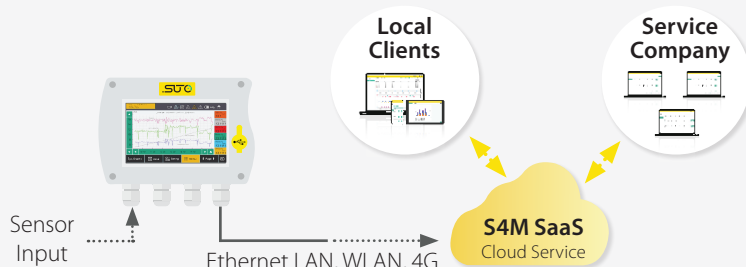 Local
Clients
Service
Company
SUTO
S4M SaaS
Cloud Service
Sensor
Input
Ethernet LAN, WLAN, 4G